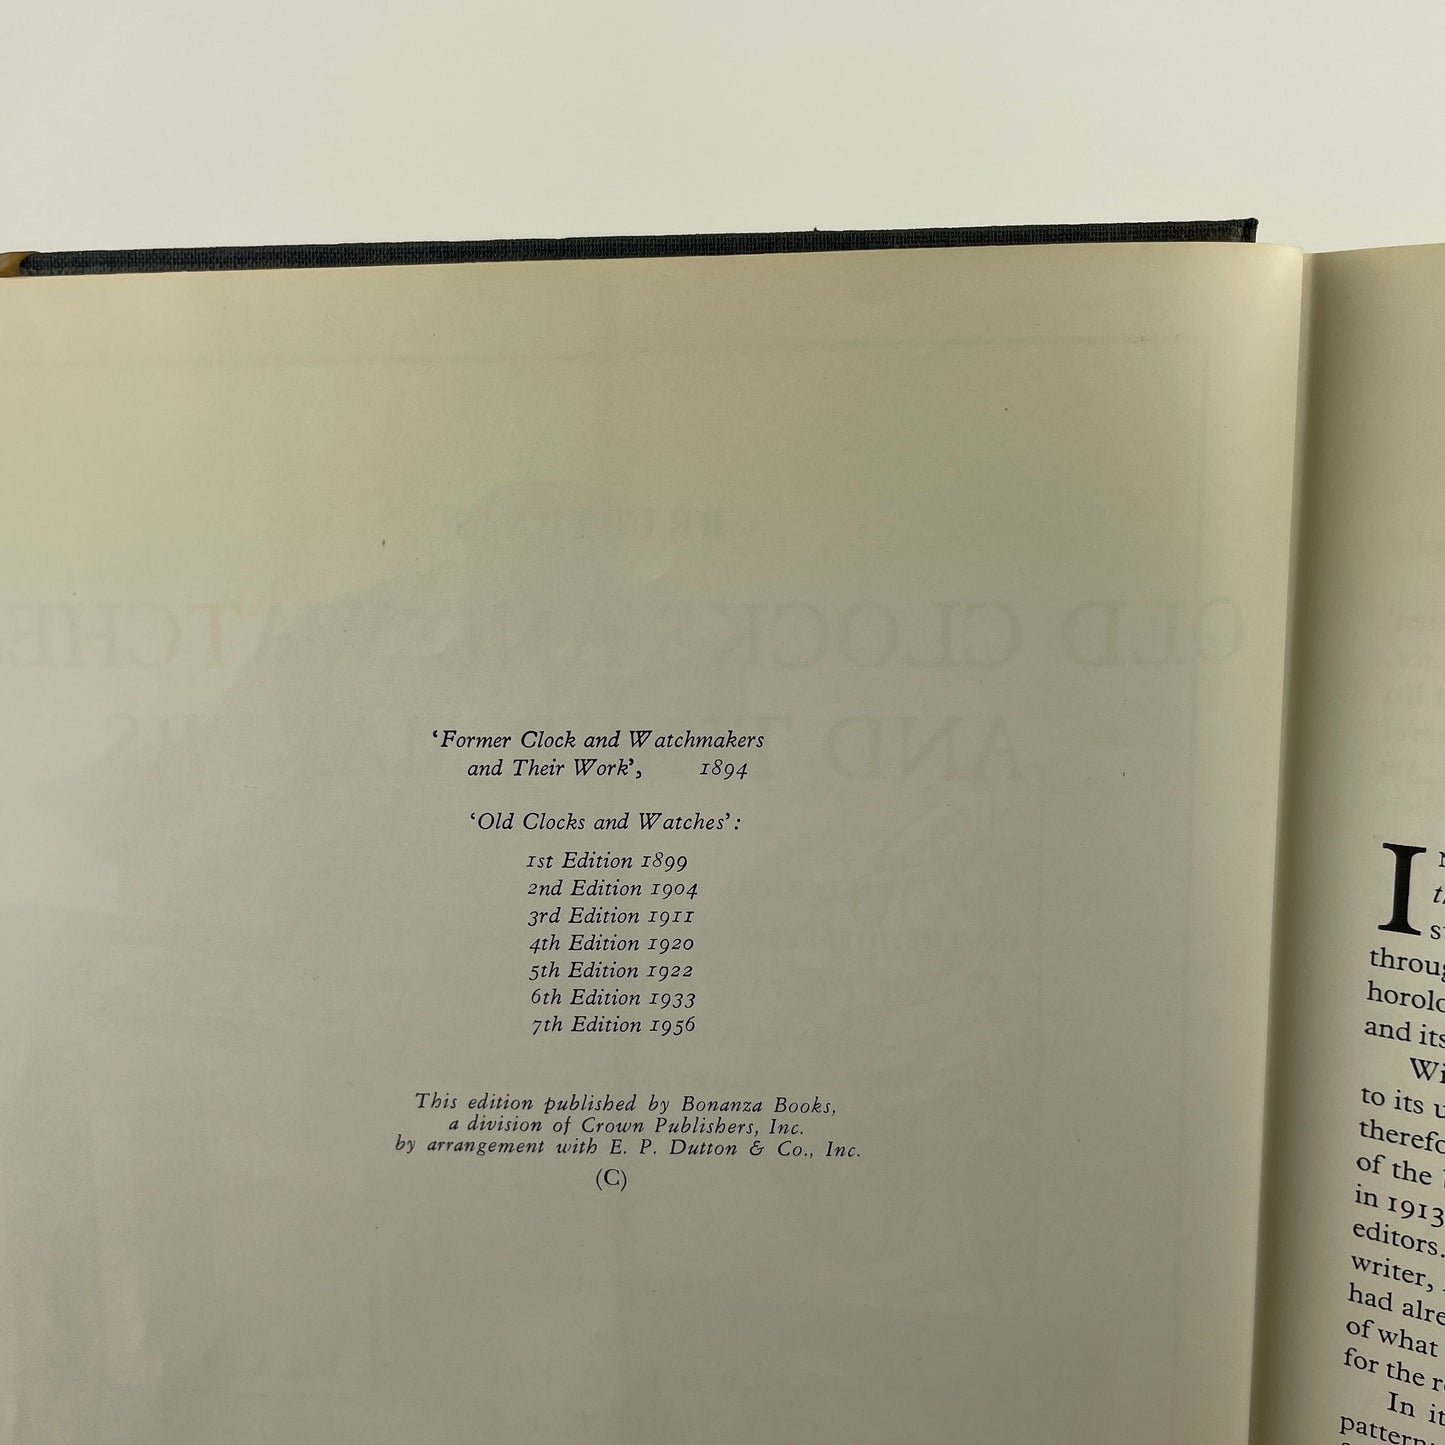 ‘Former Clock and Watchmakers
and Their Work’, 1894
‘Old Clocks and Watches’:
1st Edition 1899
2nd Edition 1904
3rd Edition 1911
4th Edition 1920
5th Edition 1922
6th Edition 1933
7th Edition 1956
This edition published by Bonanza Books,
a division of Crown Publishers, Inc.
by arrangement with E. P. Dutton & Co., Inc.
(C)
I
throug
horolo
and its
Wi
to its u
therefo
of the
in 1913
editors.
writer,
had alre
of what
for the re
In it
pattern